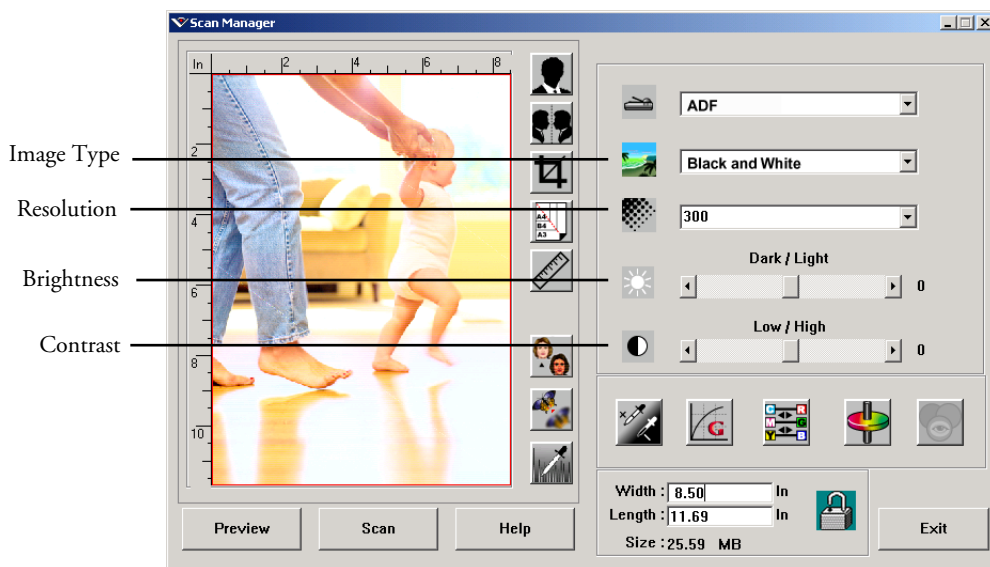 Scan Manager
In 2 4 6 8
2
4
6
8
10
Image Type
Resolution
Brightness
Contrast
A4
B4
A3
ADF
Black and White
300
Dark / Light
0
Low / High
0
G
C R
M G
Y B
Width : 8.50 In
Length : 11.69 In
Size : 25.59 MB
Preview
Scan
Help
Exit